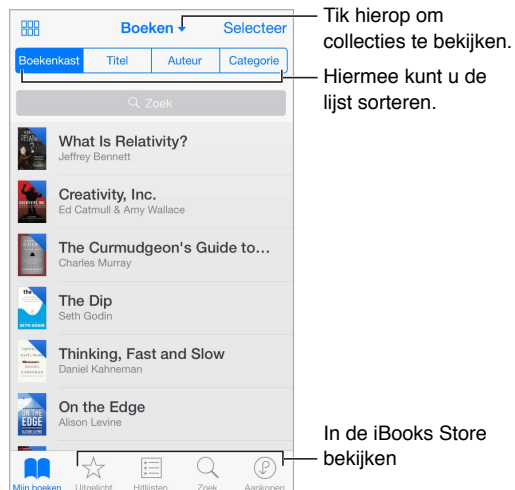 Boeken
Selecteer
Tik hierop om
collecties te bekijken.
Boekenkast
Titel
Auteur
Categorie
Hiermee kunt u de
lijst sorteren.
Zoek
What Is Relativity?
Jeffrey Bennett
Creativity, Inc.
Ed Catmull & Amy Wallace
The Curmudgeon's Guide to…
Charles Murray
The Dip
Seth Godin
Thinking, Fast and Slow
Daniel Kahneman
On the Edge
Alison Levine
In de iBooks Store
bekijken
Mijn boeken
Uitgelicht
Hitlijsten
Zoek
Aankopen